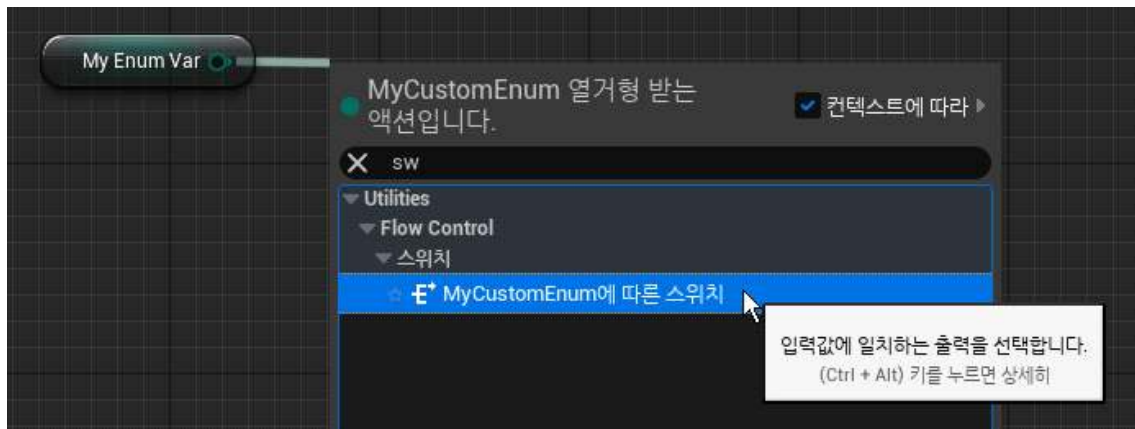 My Enum Var
MyCustomEnum 열거형 받는
액션입니다.
컨텍스트에 따라
sw
Utilities
Flow Control
스위치
MyCustomEnum에 따른 스위치
입력값에 일치하는 출력을 선택합니다.
(Ctrl + Alt) 키를 누르면 상세히